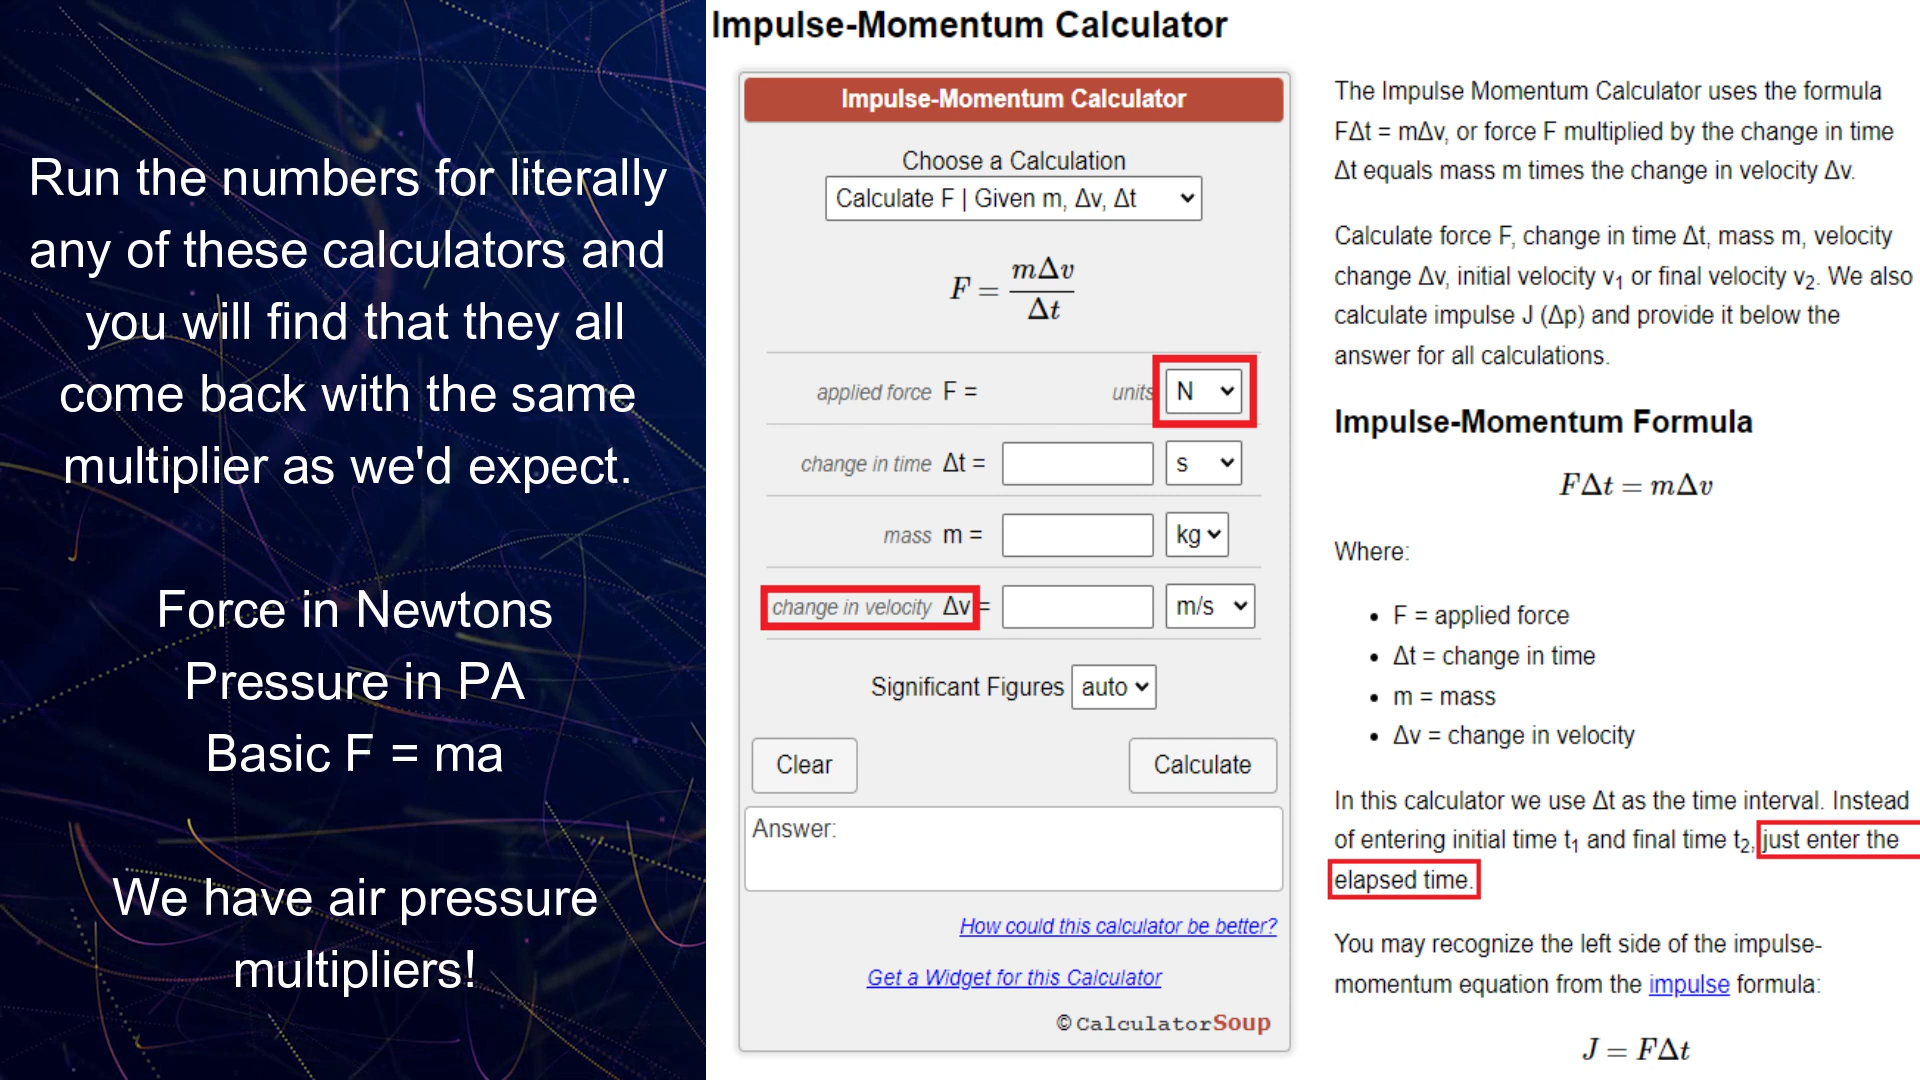 Run the numbers for literally
any of these calculators and
you will find that they all
come back with the same
multiplier as we'd expect.
Force in Newtons
Pressure in PA
Basic F = ma
We have air pressure
multipliers!
Impulse-Momentum Calculator
Impulse-Momentum Calculator
Choose a Calculation
Calculate F | Given m, Δv, Δt
F = mΔv / Δt
applied force F = units N
change in time Δt = s
mass m = kg
change in velocity Δv = m/s
Significant Figures auto
Clear Calculate
Answer:
How could this calculator be better?
Get a Widget for this Calculator
© CalculatorSoup
The Impulse Momentum Calculator uses the formula
FΔt = mΔv, or force F multiplied by the change in time
Δt equals mass m times the change in velocity Δv.
Calculate force F, change in time Δt, mass m, velocity
change Δv, initial velocity v₁ or final velocity v₂. We also
calculate impulse J (Δp) and provide it below the
answer for all calculations.
Impulse-Momentum Formula
FΔt = mΔv
Where:
• F = applied force
• Δt = change in time
• m = mass
• Δv = change in velocity
In this calculator we use Δt as the time interval. Instead
of entering initial time t₁ and final time t₂, just enter the
elapsed time.
You may recognize the left side of the impulse-
momentum equation from the impulse formula:
J = FΔt